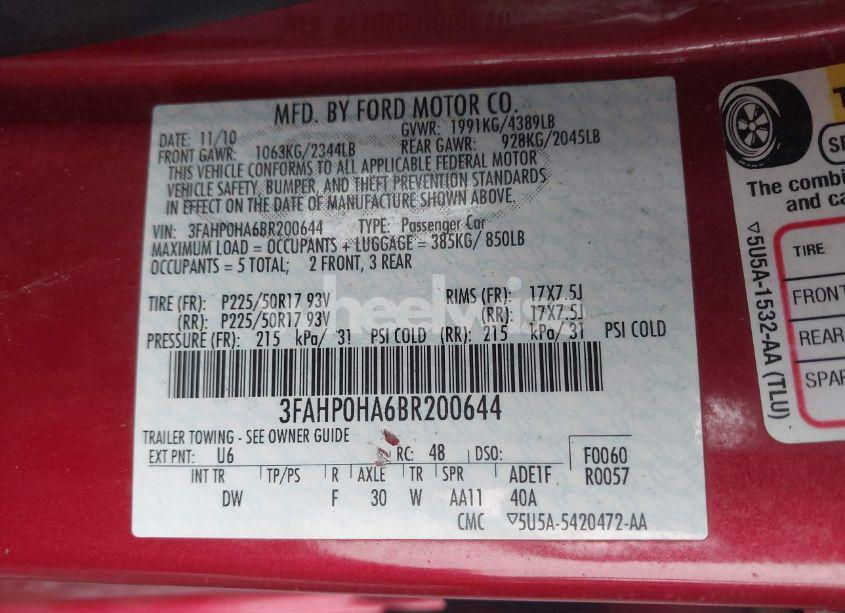 MFD. BY FORD MOTOR CO.
DATE: 11/10 GVWR: 1991KG/4389LB
FRONT GAWR: 1063KG/2344LB REAR GAWR: 928KG/2045LB
THIS VEHICLE CONFORMS TO ALL APPLICABLE FEDERAL MOTOR
VEHICLE SAFETY, BUMPER, AND THEFT PREVENTION STANDARDS
IN EFFECT ON THE DATE OF MANUFACTURE SHOWN ABOVE.
VIN: 3FAHP0HA6BR200644 TYPE: Passenger Car
MAXIMUM LOAD = OCCUPANTS + LUGGAGE = 385KG/ 850LB
OCCUPANTS = 5 TOTAL; 2 FRONT, 3 REAR
TIRE (FR): P225/50R17 93V RIMS (FR): 17X7.5J
(RR): P225/50R17 93V (RR): 17X7.5J
PRESSURE (FR): 215 kPa/ 31 PSI COLD (RR): 215 kPa/ 31 PSI COLD
3FAHP0HA6BR200644
TRAILER TOWING - SEE OWNER GUIDE
EXT PNT: U6 RC: 48 DSO: F0060
R0057
INT TR TP/PS R AXLE TR SPR ADE1F
DW F 30 W AA11 40A
CMC ▽5U5A-5420472-AA
▽5U5A-1532-AA (TLU)
The combi
and ca
TIRE
FRONT
REAR
SPAR